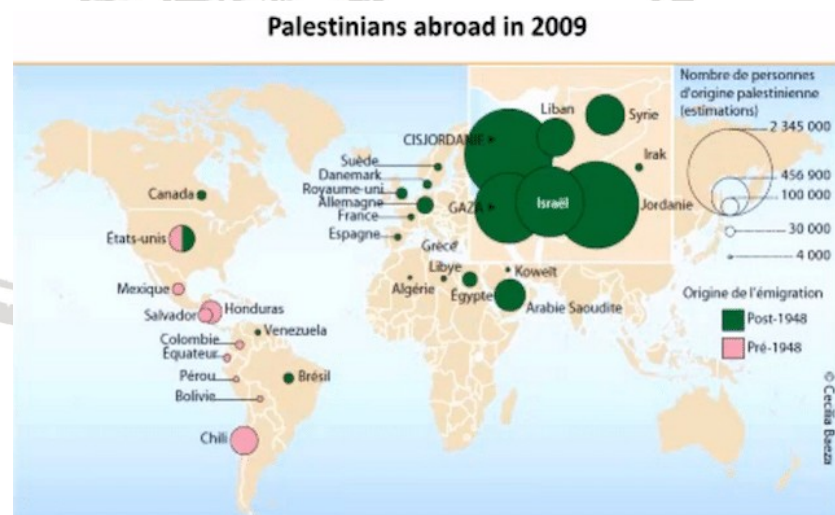 Palestinians abroad in 2009
Nombre de personnes
d'origine palestinienne
(estimations)
2 345 000
456 900
100 000
30 000
4 000
Origine de l'émigration
Post-1948
Pré-1948
© Cecilia Baeza
Liban
Syrie
CISJORDANIE
Irak
GAZA
Israël
Jordanie
Suède
Danemark
Royaume-uni
Allemagne
France
Espagne
Grèce
Canada
États-unis
Libye
Koweït
Algérie
Égypte
Arabie Saoudite
Mexique
Honduras
Salvador
Venezuela
Colombie
Équateur
Pérou
Brésil
Bolivie
Chili